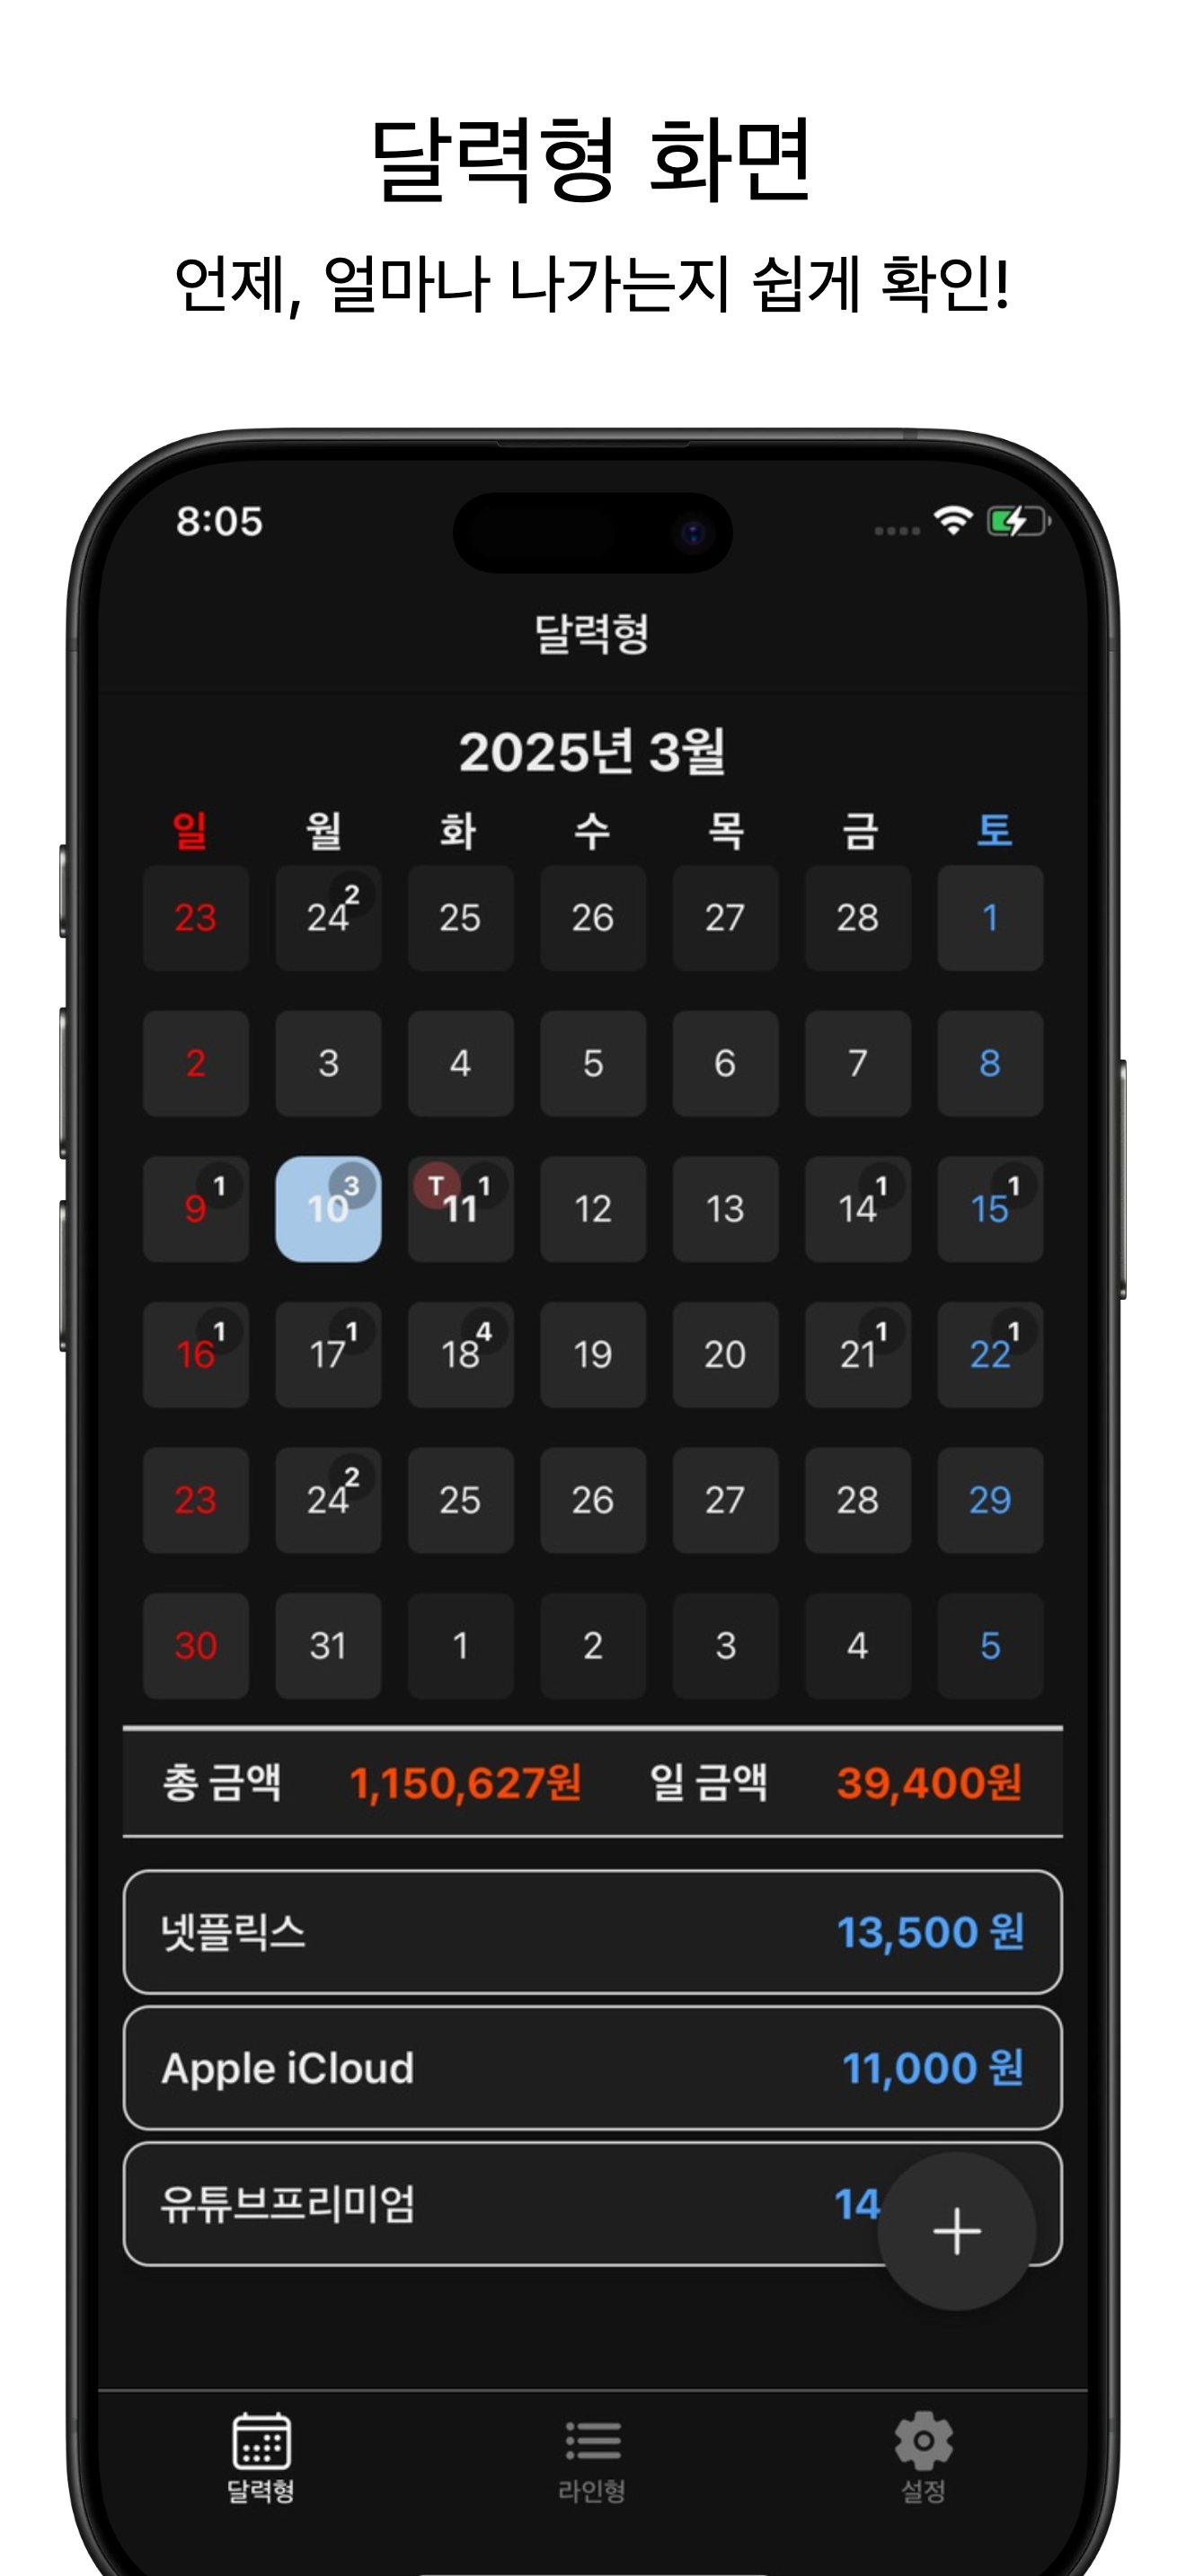 달력형 화면
언제, 얼마나 나가는지 쉽게 확인!
8:05
달력형
2025년 3월
일 월 화 수 목 금 토
23 24 2 25 26 27 28 1
2 3 4 5 6 7 8
9 1 10 3 T 11 1 12 13 14 1 15 1
16 1 17 1 18 4 19 20 21 1 22 1
23 24 2 25 26 27 28 29
30 31 1 2 3 4 5
총 금액 1,150,627원 일 금액 39,400원
넷플릭스 13,500 원
Apple iCloud 11,000 원
유튜브프리미엄 14
달력형 라인형 설정